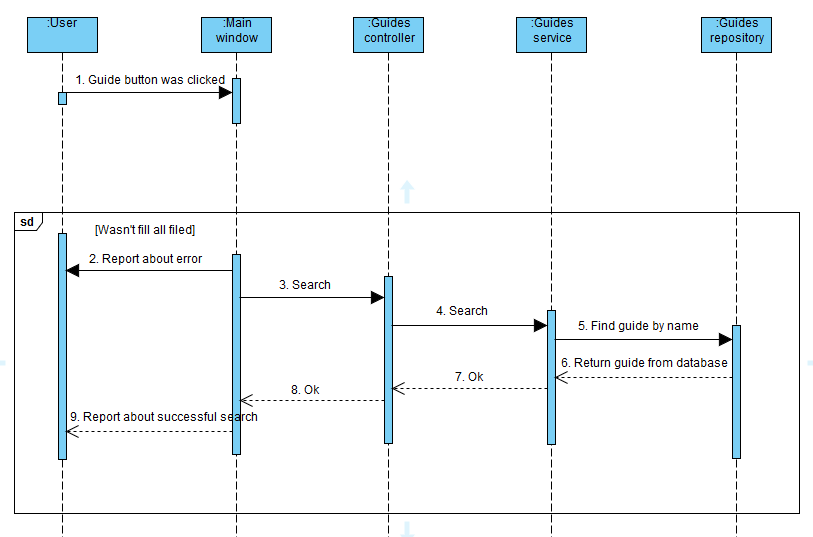 :User
:Main
window
:Guides
controller
:Guides
service
:Guides
repository
1. Guide button was clicked
sd
[Wasn't fill all filed]
2. Report about error
3. Search
4. Search
5. Find guide by name
6. Return guide from database
7. Ok
8. Ok
9. Report about successful search